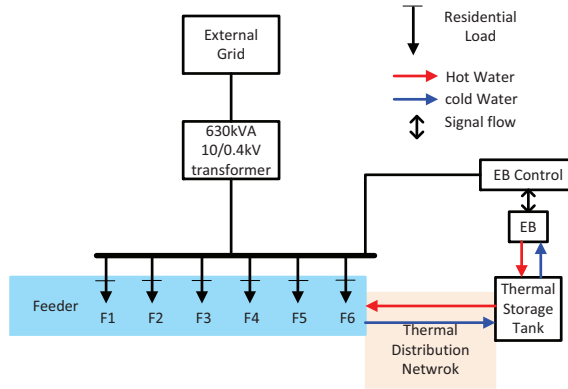 External
Grid
630kVA
10/0.4kV
transformer
Residential
Load
Hot Water
cold Water
Signal flow
EB Control
EB
Thermal
Storage
Tank
Feeder
F1 F2 F3 F4 F5 F6
Thermal
Distribution
Netwrok